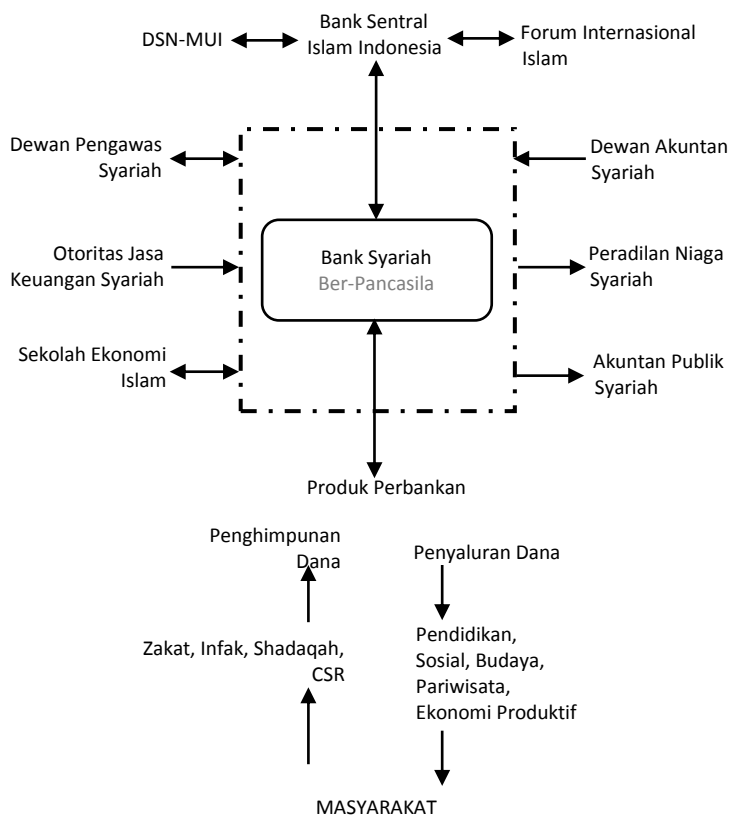 Bank Sentral
Islam Indonesia
DSN-MUI
Forum Internasional
Islam
Dewan Pengawas
Syariah
Dewan Akuntan
Syariah
Otoritas Jasa
Keuangan Syariah
Bank Syariah
Ber-Pancasila
Peradilan Niaga
Syariah
Sekolah Ekonomi
Islam
Akuntan Publik
Syariah
Produk Perbankan
Penghimpunan
Dana
Penyaluran Dana
Zakat, Infak, Shadaqah,
CSR
Pendidikan,
Sosial, Budaya,
Pariwisata,
Ekonomi Produktif
MASYARAKAT